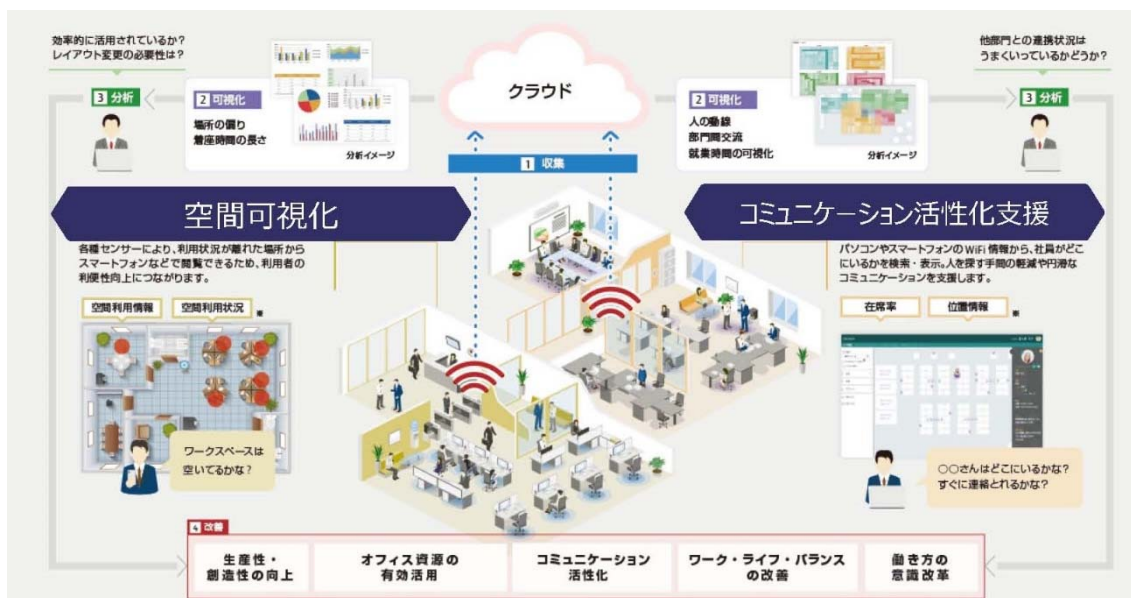 効率的に活用されているか?
レイアウト変更の必要性は?
3 分析
2 可視化
場所の偏り
着座時間の長さ
分析イメージ
クラウド
1 収集
2 可視化
人の動線
部門間交流
就業時間の可視化
分析イメージ
他部門との連携状況は
うまくいっているかどうか?
3 分析
空間可視化
各種センサーにより、利用状況が離れた場所から
スマートフォンなどで閲覧できるため、利用者の
利便性向上につながります。
空間利用情報
空間利用状況
※
ワークスペースは
空いてるかな?
コミュニケーション活性化支援
パソコンやスマートフォンの WiFi 情報から、社員がどこ
にいるかを検索・表示。人を探す手間の軽減や円滑な
コミュニケーションを支援します。
在席率
位置情報
※
○○さんはどこにいるかな?
すぐに連絡とれるかな?
4 改善
生産性・
創造性の向上
オフィス資源の
有効活用
コミュニケーション
活性化
ワーク・ライフ・バランス
の改善
働き方の
意識改革